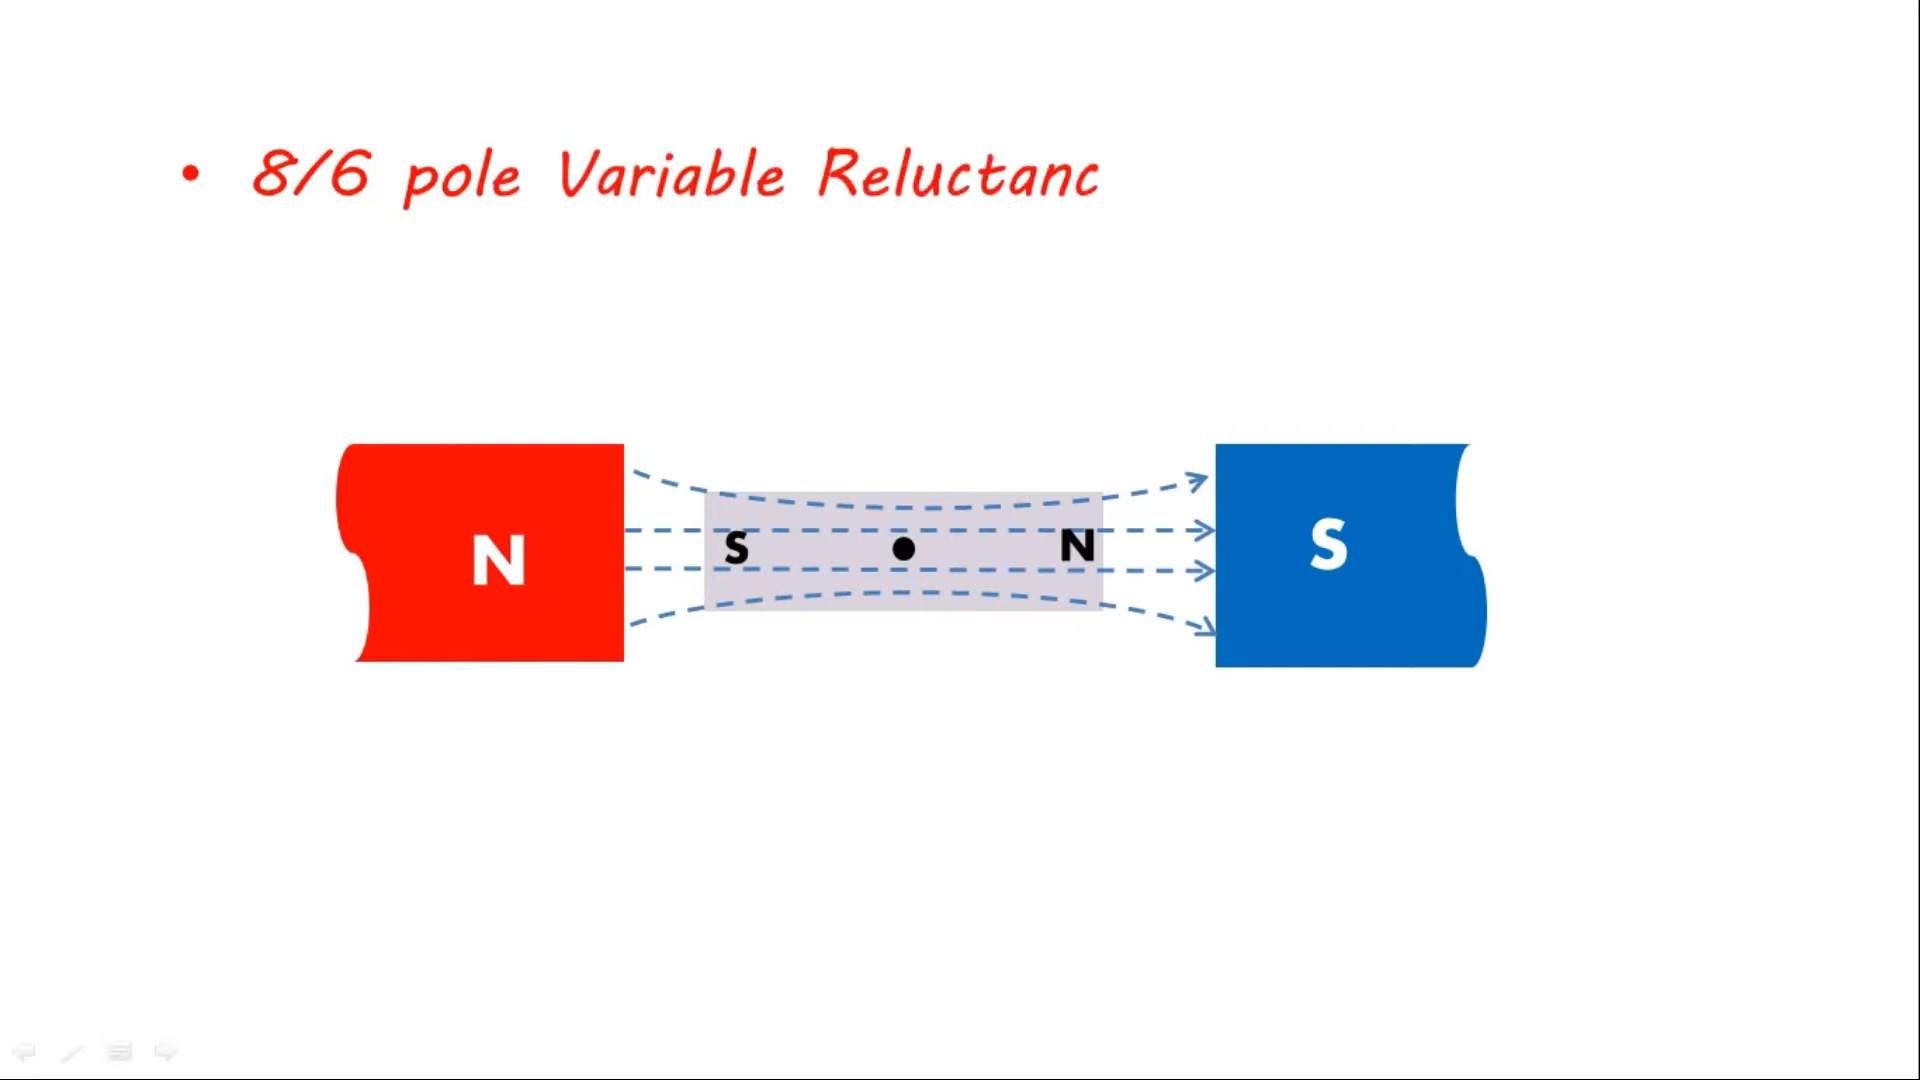 • 8/6 pole Variable Reluctanc
N S N S